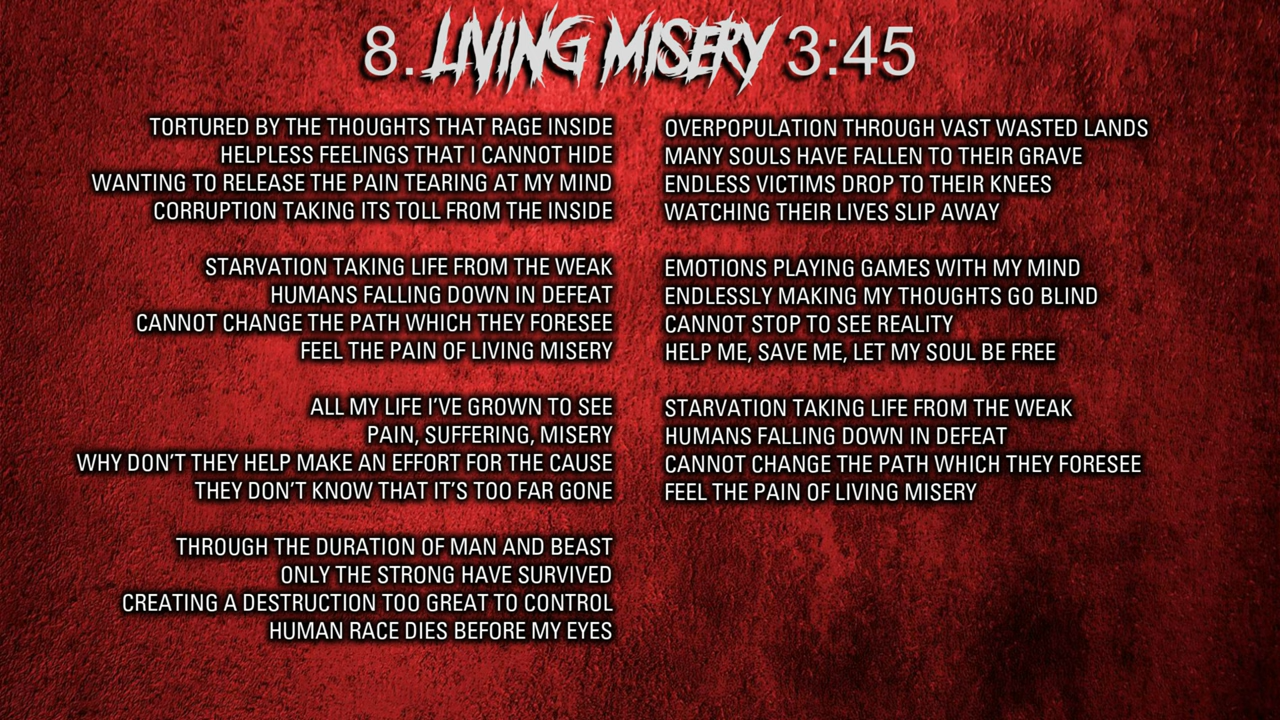 8. LIVING MISERY 3:45
TORTURED BY THE THOUGHTS THAT RAGE INSIDE
HELPLESS FEELINGS THAT I CANNOT HIDE
WANTING TO RELEASE THE PAIN TEARING AT MY MIND
CORRUPTION TAKING ITS TOLL FROM THE INSIDE
STARVATION TAKING LIFE FROM THE WEAK
HUMANS FALLING DOWN IN DEFEAT
CANNOT CHANGE THE PATH WHICH THEY FORESEE
FEEL THE PAIN OF LIVING MISERY
ALL MY LIFE I'VE GROWN TO SEE
PAIN, SUFFERING, MISERY
WHY DON'T THEY HELP MAKE AN EFFORT FOR THE CAUSE
THEY DON'T KNOW THAT IT'S TOO FAR GONE
THROUGH THE DURATION OF MAN AND BEAST
ONLY THE STRONG HAVE SURVIVED
CREATING A DESTRUCTION TOO GREAT TO CONTROL
HUMAN RACE DIES BEFORE MY EYES
OVERPOPULATION THROUGH VAST WASTED LANDS
MANY SOULS HAVE FALLEN TO THEIR GRAVE
ENDLESS VICTIMS DROP TO THEIR KNEES
WATCHING THEIR LIVES SLIP AWAY
EMOTIONS PLAYING GAMES WITH MY MIND
ENDLESSLY MAKING MY THOUGHTS GO BLIND
CANNOT STOP TO SEE REALITY
HELP ME, SAVE ME, LET MY SOUL BE FREE
STARVATION TAKING LIFE FROM THE WEAK
HUMANS FALLING DOWN IN DEFEAT
CANNOT CHANGE THE PATH WHICH THEY FORESEE
FEEL THE PAIN OF LIVING MISERY